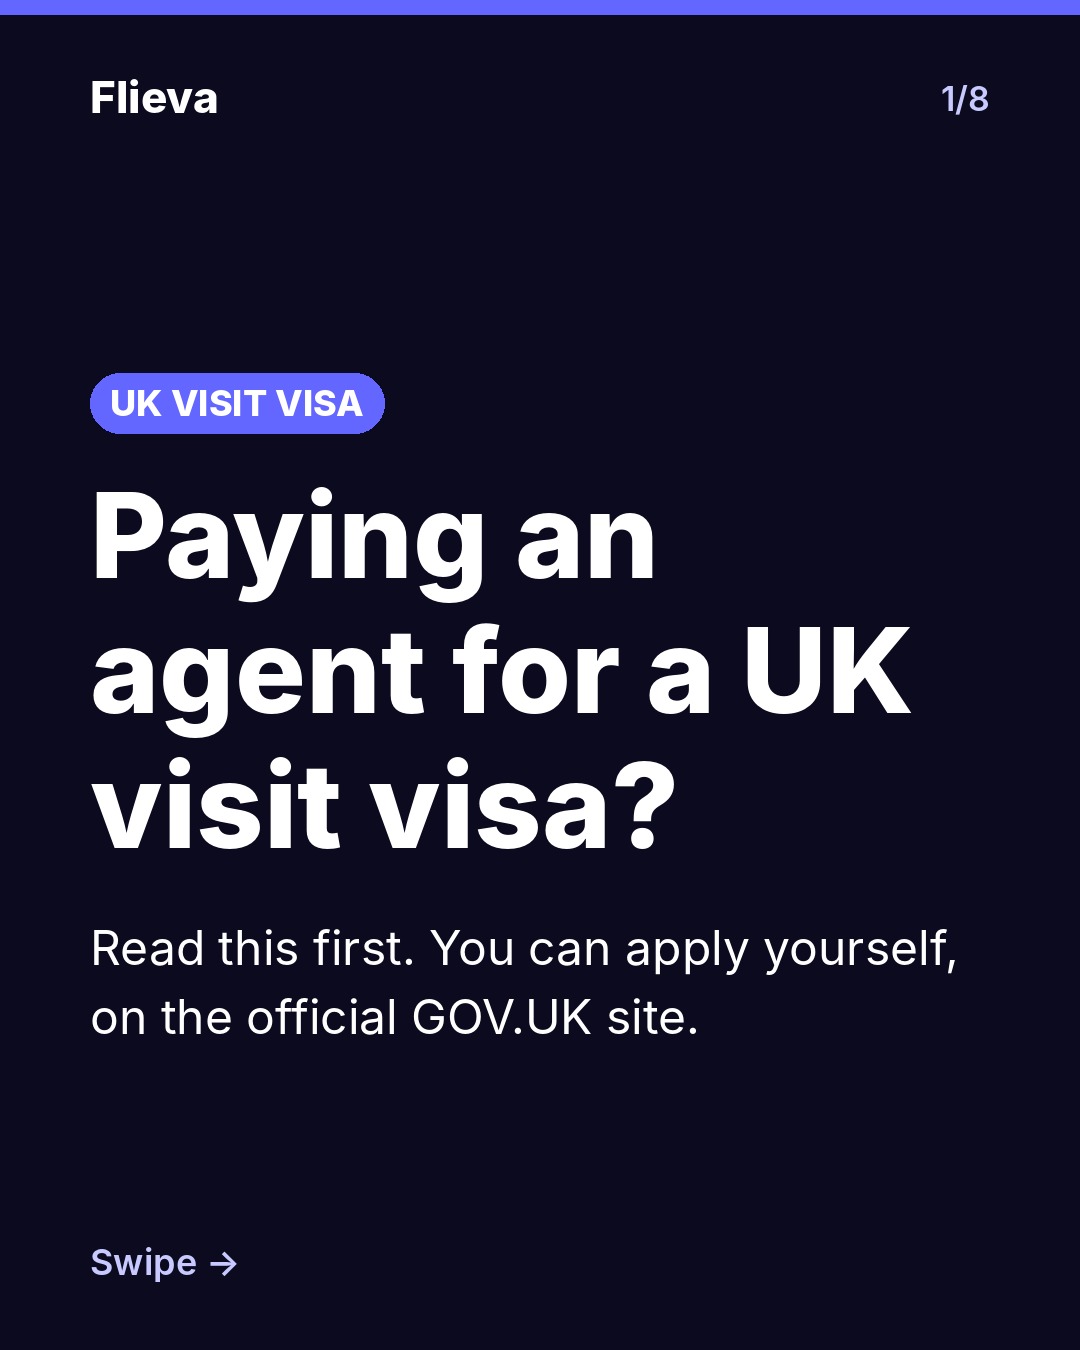 Flieva
1/8
UK VISIT VISA
Paying an
agent for a UK
visit visa?
Read this first. You can apply yourself,
on the official GOV.UK site.
Swipe →